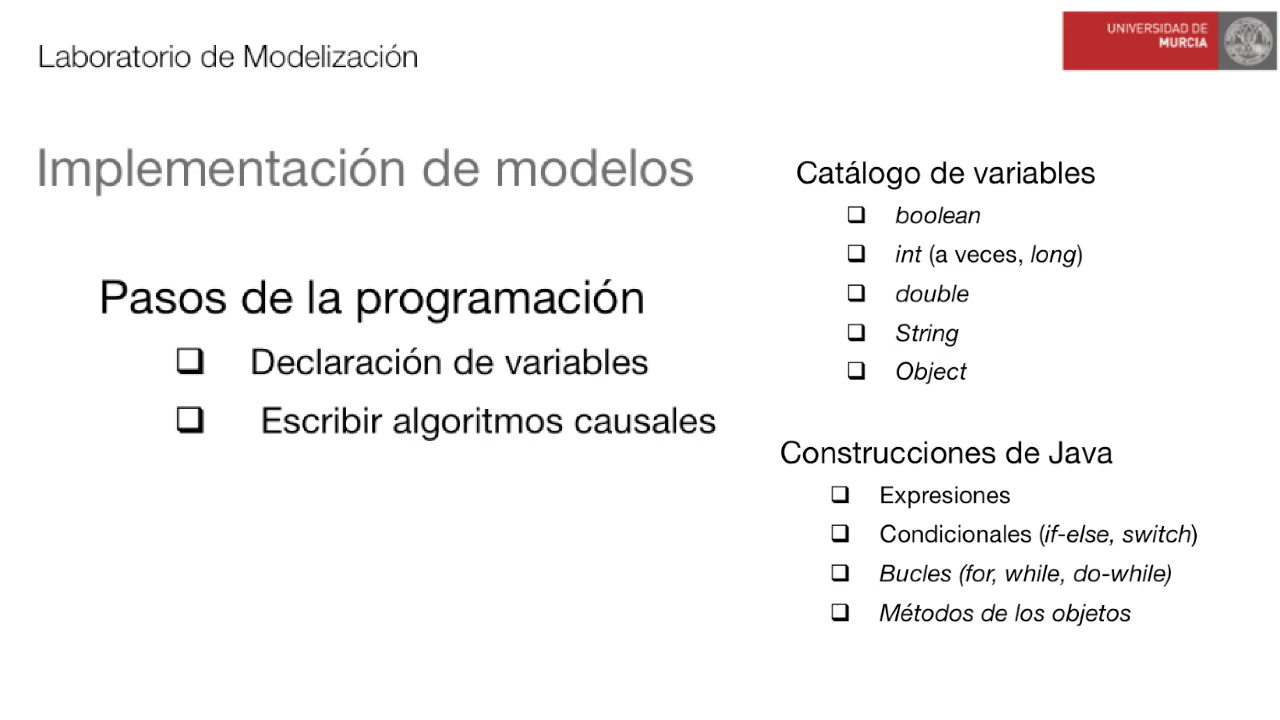 Laboratorio de Modelización
UNIVERSIDAD DE
MURCIA
Implementación de modelos
Pasos de la programación
Declaración de variables
Escribir algoritmos causales
Catálogo de variables
boolean
int (a veces, long)
double
String
Object
Construcciones de Java
Expresiones
Condicionales (if-else, switch)
Bucles (for, while, do-while)
Métodos de los objetos